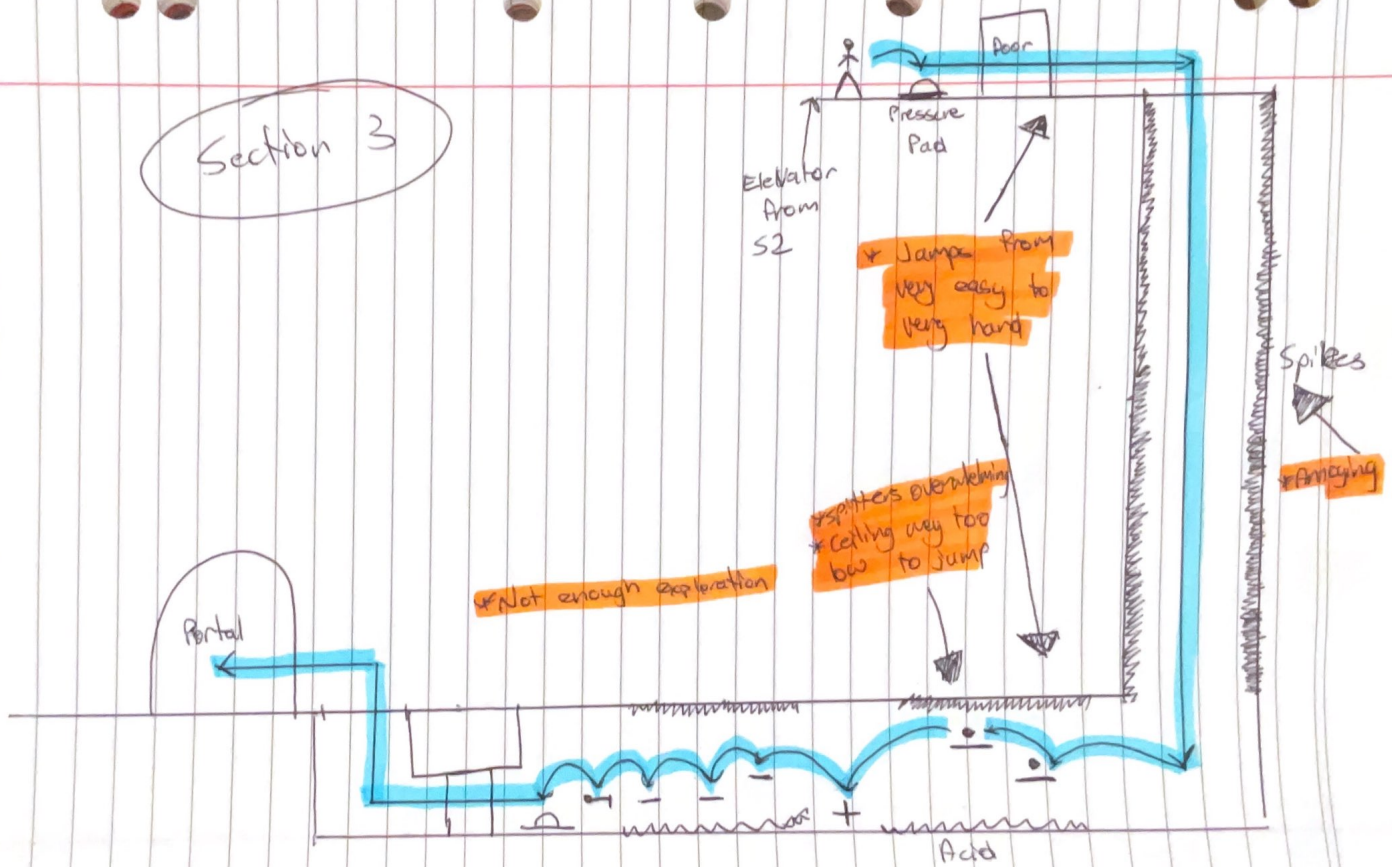 Door
Section 3
Pressure
Pad
Elevator
from
S2
* Jamps from
very easy to
very hard
Spikes
*Annoying
*spitters overwhelming
* Ceiling way too
low to jump
*Not enough exploration
Portal
Acid